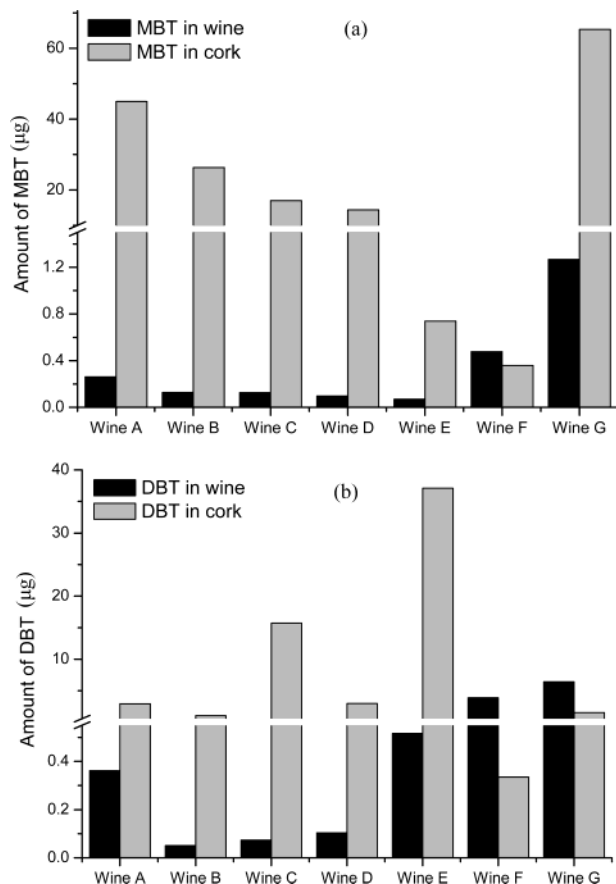 MBT in wine
MBT in cork
(a)
Amount of MBT (µg)
60
40
20
1.2
0.8
0.4
0.0
Wine A Wine B Wine C Wine D Wine E Wine F Wine G
DBT in wine
DBT in cork
(b)
Amount of DBT (µg)
40
30
20
10
0.4
0.2
0.0
Wine A Wine B Wine C Wine D Wine E Wine F Wine G